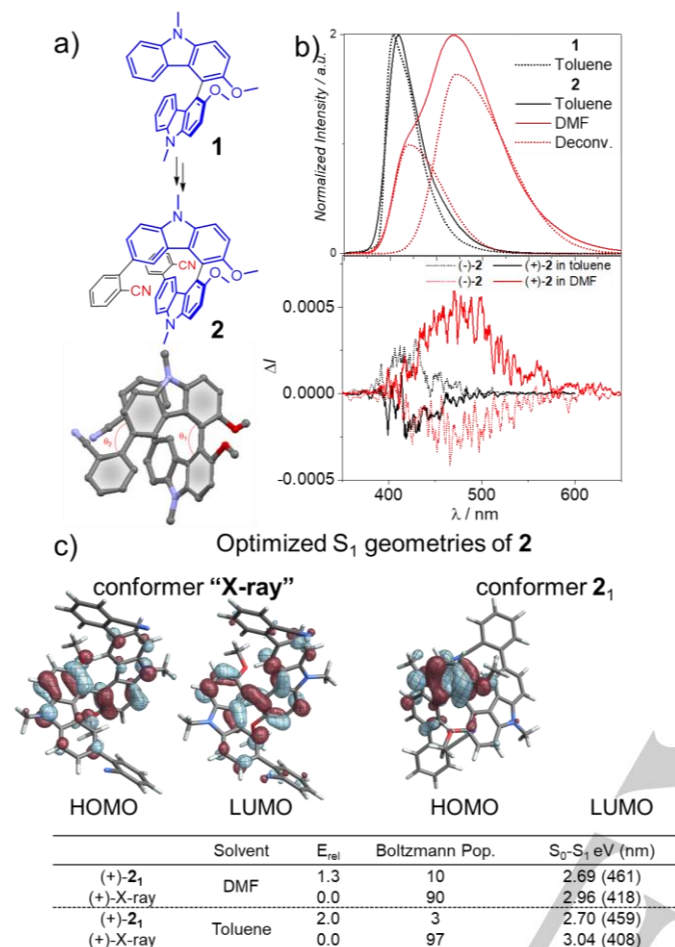 a)
b)
N
O
O
N
1
N
CN
O
CN
O
N
2
θ₂
θ₁
Normalized Intensity / a.u.
2
1
0
1
Toluene
2
Toluene
DMF
Deconv.
(-)-2 (+)-2 in toluene
(-)-2 (+)-2 in DMF
ΔI
0.0005
0.0000
-0.0005
400 500 600
λ / nm
c) Optimized S₁ geometries of 2
conformer "X-ray" conformer 2₁
HOMO LUMO HOMO LUMO
Solvent E_rel Boltzmann Pop. S₀-S₁ eV (nm)
(+)-2₁ DMF 1.3 10 2.69 (461)
(+)-X-ray 0.0 90 2.96 (418)
(+)-2₁ Toluene 2.0 3 2.70 (459)
(+)-X-ray 0.0 97 3.04 (408)